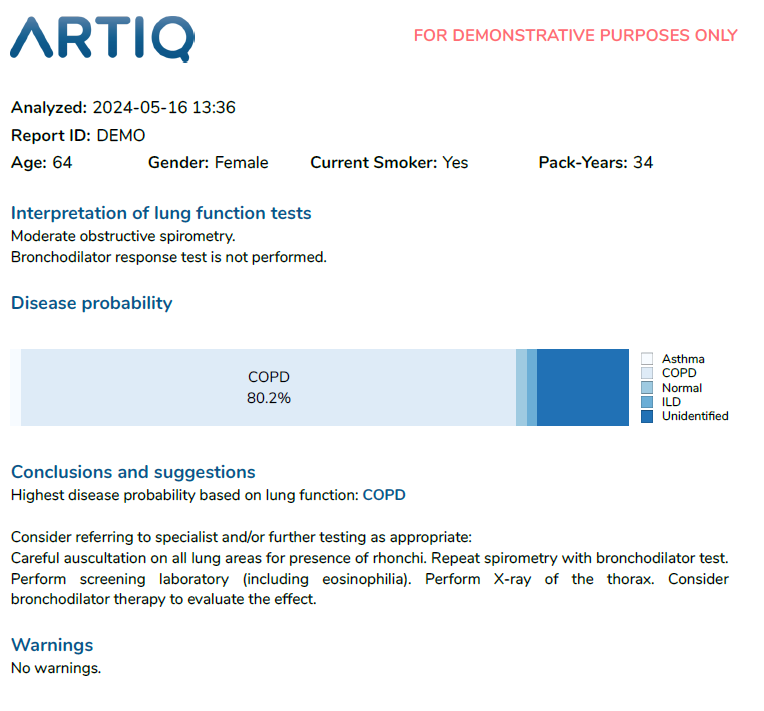 ARTIQ
FOR DEMONSTRATIVE PURPOSES ONLY
Analyzed: 2024-05-16 13:36
Report ID: DEMO
Age: 64 Gender: Female Current Smoker: Yes Pack-Years: 34
Interpretation of lung function tests
Moderate obstructive spirometry.
Bronchodilator response test is not performed.
Disease probability
COPD
80.2%
Asthma
COPD
Normal
ILD
Unidentified
Conclusions and suggestions
Highest disease probability based on lung function: COPD
Consider referring to specialist and/or further testing as appropriate:
Careful auscultation on all lung areas for presence of rhonchi. Repeat spirometry with bronchodilator test.
Perform screening laboratory (including eosinophilia). Perform X-ray of the thorax. Consider
bronchodilator therapy to evaluate the effect.
Warnings
No warnings.